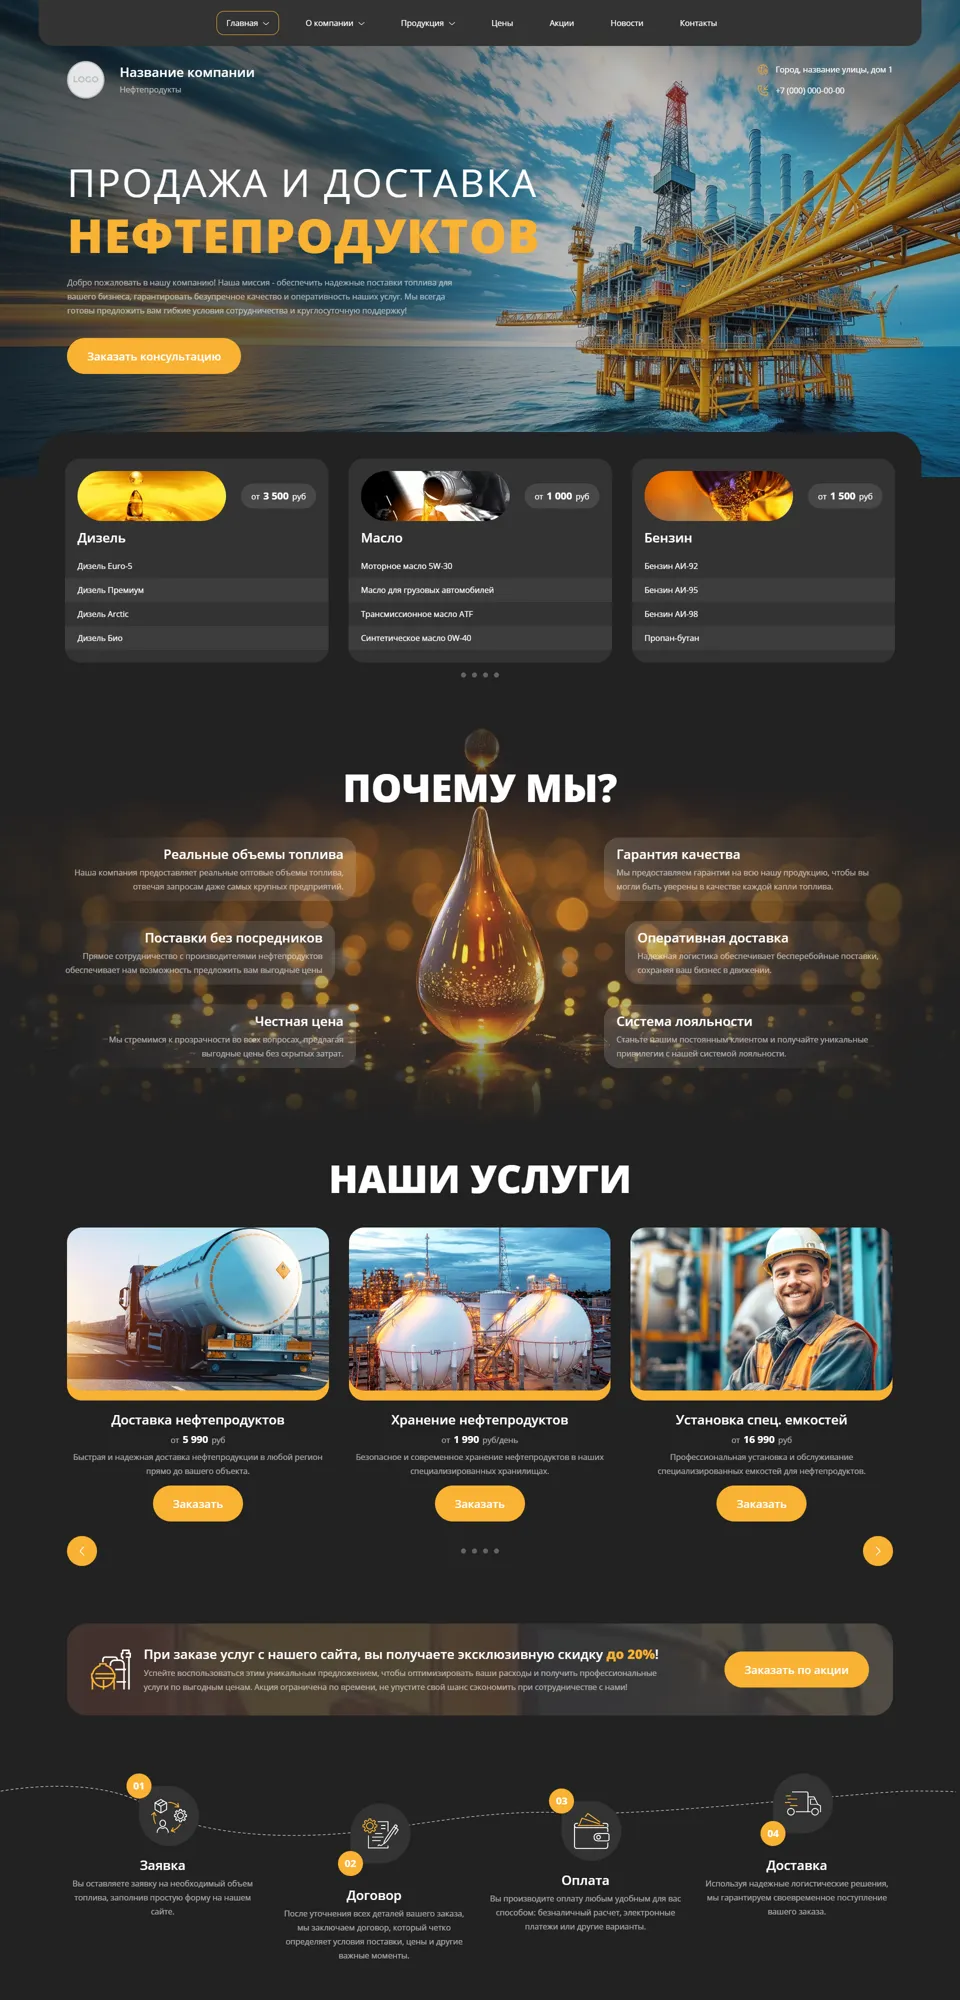 Главная
О компании
Продукция
Цены
Акции
Новости
Контакты
LOGO
Название компании
Нефтепродукты
Город, название улицы, дом 1
+7 (000) 000-00-00
ПРОДАЖА И ДОСТАВКА
НЕФТЕПРОДУКТОВ
Добро пожаловать в нашу компанию! Наша миссия - обеспечить надежные поставки топлива для
вашего бизнеса, гарантировать безупречное качество и оперативность наших услуг. Мы всегда
готовы предложить вам гибкие условия сотрудничества и круглосуточную поддержку!
Заказать консультацию
от 3 500 руб
Дизель
Дизель Euro-5
Дизель Премиум
Дизель Arctic
Дизель Био
от 1 000 руб
Масло
Моторное масло 5W-30
Масло для грузовых автомобилей
Трансмиссионное масло ATF
Синтетическое масло 0W-40
от 1 500 руб
Бензин
Бензин АИ-92
Бензин АИ-95
Бензин АИ-98
Пропан-бутан
ПОЧЕМУ МЫ?
Реальные объемы топлива
Наша компания предоставляет реальные оптовые объемы топлива,
отвечая запросам даже самых крупных предприятий.
Гарантия качества
Мы предоставляем гарантии на всю нашу продукцию, чтобы вы
могли быть уверены в качестве каждой капли топлива.
Поставки без посредников
Прямое сотрудничество с производителями нефтепродуктов
обеспечивает нам возможность предложить вам выгодные цены
Оперативная доставка
Надежная логистика обеспечивает бесперебойные поставки,
сохраняя ваш бизнес в движении.
Честная цена
Мы стремимся к прозрачности во всех вопросах, предлагая
выгодные цены без скрытых затрат.
Система лояльности
Станьте нашим постоянным клиентом и получайте уникальные
привилегии с нашей системой лояльности.
НАШИ УСЛУГИ
Доставка нефтепродуктов
от 5 990 руб
Быстрая и надежная доставка нефтепродукции в любой регион
прямо до вашего объекта.
Заказать
Хранение нефтепродуктов
от 1 990 руб/день
Безопасное и современное хранение нефтепродуктов в наших
специализированных хранилищах.
Заказать
Установка спец. емкостей
от 16 990 руб
Профессиональная установка и обслуживание
специализированных емкостей для нефтепродуктов.
Заказать
При заказе услуг с нашего сайта, вы получаете эксклюзивную скидку до 20%!
Успейте воспользоваться этим уникальным предложением, чтобы оптимизировать ваши расходы и получить профессиональные
услуги по выгодным ценам. Акция ограничена по времени, не упустите свой шанс сэкономить при сотрудничестве с нами!
Заказать по акции
01
Заявка
Вы оставляете заявку на необходимый объем
топлива, заполнив простую форму на нашем
сайте.
02
Договор
После уточнения всех деталей вашего заказа,
мы заключаем договор, который четко
определяет условия поставки, цены и другие
важные моменты.
03
Оплата
Вы производите оплату любым удобным для вас
способом: безналичный расчет, электронные
платежи или другие варианты.
04
Доставка
Используя надежные логистические решения,
мы гарантируем своевременное поступление
вашего заказа.